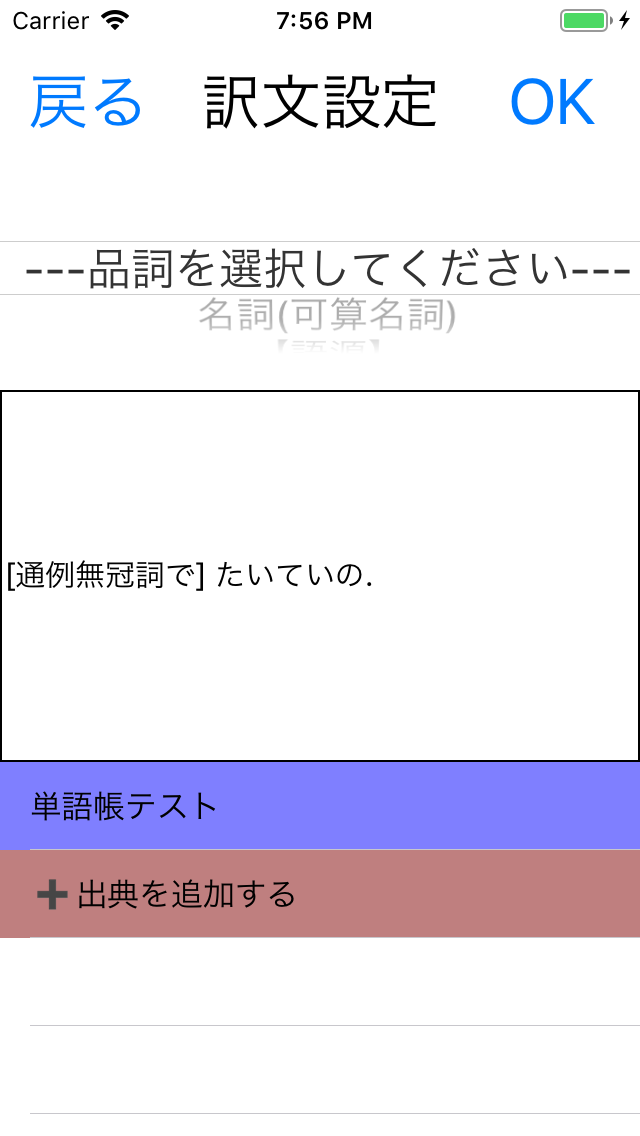 Carrier 7:56 PM
戻る 訳文設定 OK
---品詞を選択してください---
名詞(可算名詞)
【語源】
[通例無冠詞で] たいていの.
単語帳テスト
➕出典を追加する